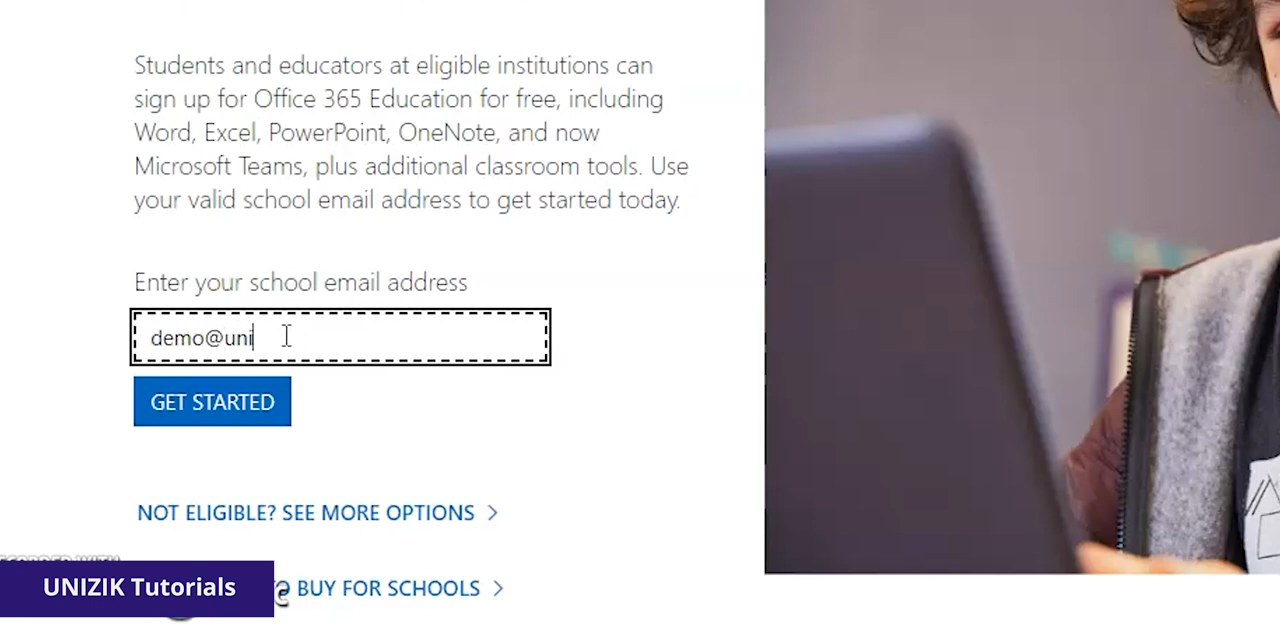 Students and educators at eligible institutions can
sign up for Office 365 Education for free, including
Word, Excel, PowerPoint, OneNote, and now
Microsoft Teams, plus additional classroom tools. Use
your valid school email address to get started today.
Enter your school email address
demo@uni
GET STARTED
NOT ELIGIBLE? SEE MORE OPTIONS
UNIZIK Tutorials
BUY FOR SCHOOLS